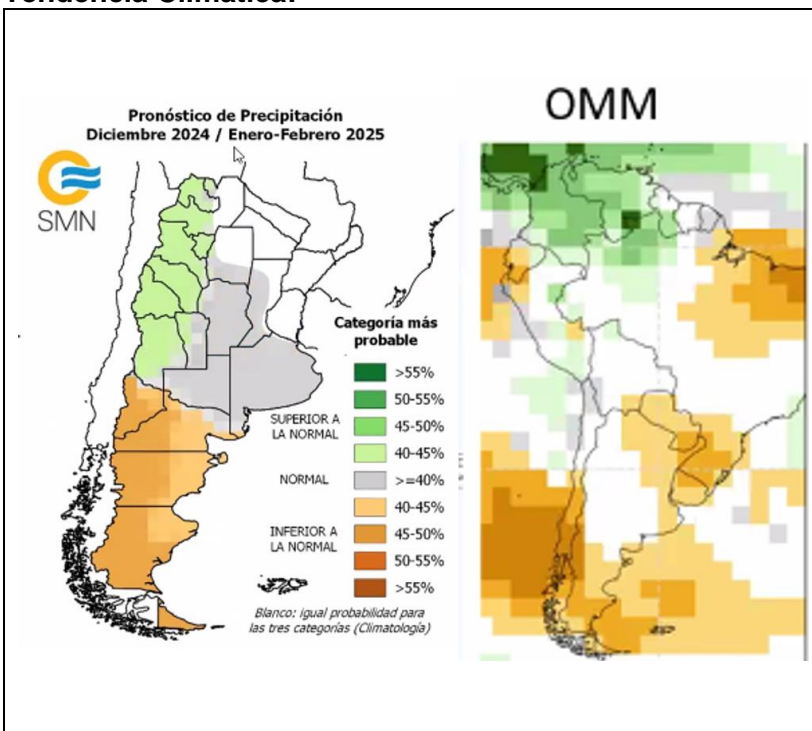 Tendencia Climática:
Pronóstico de Precipitación
Diciembre 2024 / Enero-Febrero 2025
SMN
Categoría más
probable
>55%
50-55%
SUPERIOR A
LA NORMAL
45-50%
40-45%
NORMAL
>=40%
40-45%
INFERIOR A
LA NORMAL
45-50%
50-55%
>55%
Blanco: igual probabilidad para
las tres categorías (Climatología)
OMM